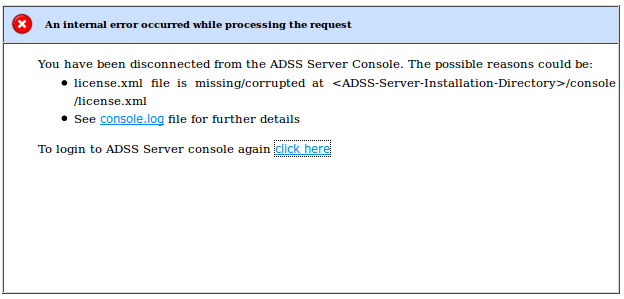 An internal error occurred while processing the request
You have been disconnected from the ADSS Server Console. The possible reasons could be:
• license.xml file is missing/corrupted at <ADSS-Server-Installation-Directory>/console
/license.xml
• See console.log file for further details
To login to ADSS Server console again click here